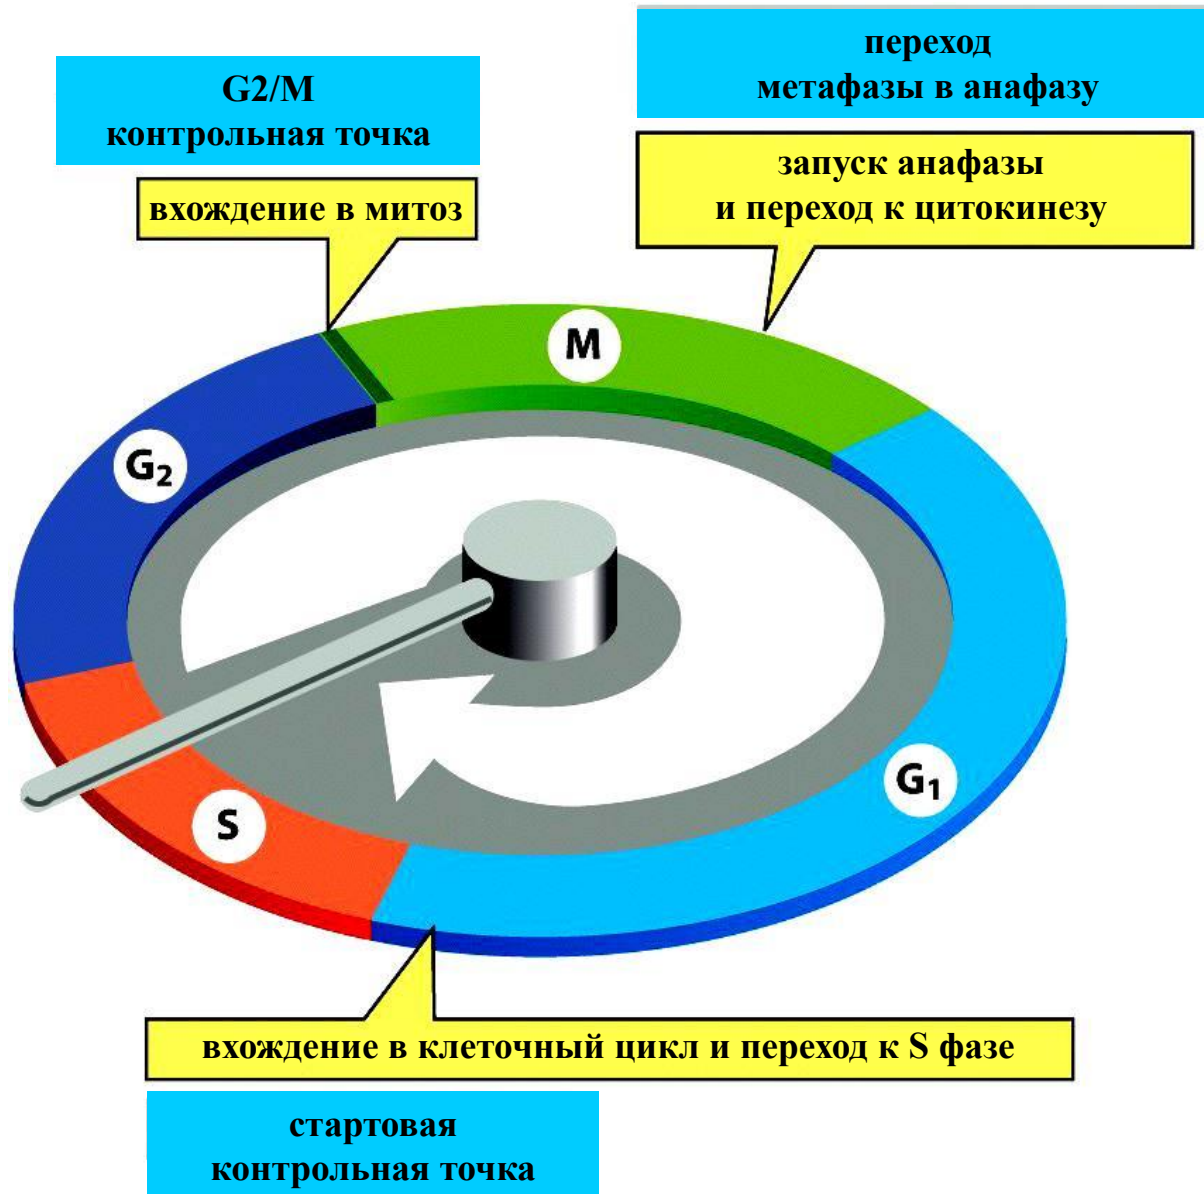 переход
метафазы в анафазу
G2/M
контрольная точка
запуск анафазы
и переход к цитокинезу
вхождение в митоз
M
G₂
G₁
S
вхождение в клеточный цикл и переход к S фазе
стартовая
контрольная точка